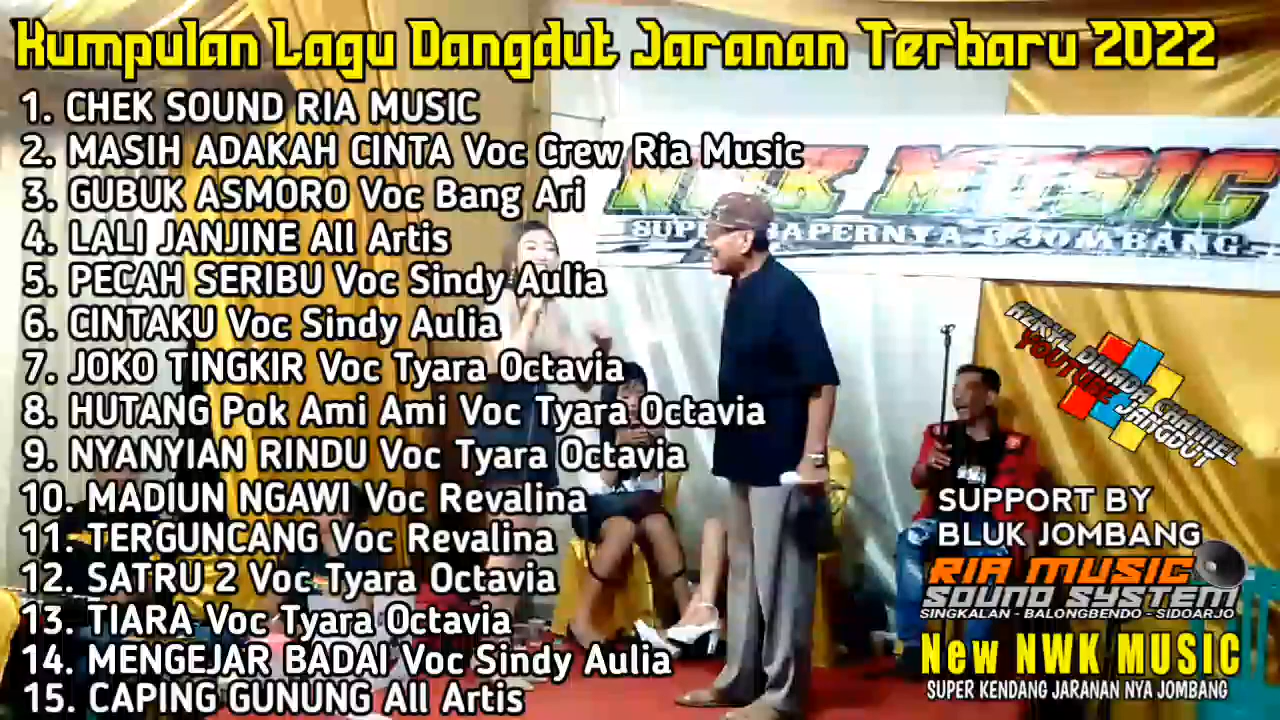 Kumpulan Lagu Dangdut Jaranan Terbaru 2022
1. CHEK SOUND RIA MUSIC
2. MASIH ADAKAH CINTA Voc Crew Ria Music
3. GUBUK ASMORO Voc Bang Ari
4. LALI JANJINE All Artis
5. PECAH SERIBU Voc Sindy Aulia
6. CINTAKU Voc Sindy Aulia
7. JOKO TINGKIR Voc Tyara Octavia
8. HUTANG Pok Ami Ami Voc Tyara Octavia
9. NYANYIAN RINDU Voc Tyara Octavia
10. MADIUN NGAWI Voc Revalina
11. TERGUNCANG Voc Revalina
12. SATRU 2 Voc Tyara Octavia
13. TIARA Voc Tyara Octavia
14. MENGEJAR BADAI Voc Sindy Aulia
15. CAPING GUNUNG All Artis
NWK MUSIC
JOMBANG
AZRIL DMADA CHANNEL
YOUTUBE JANGDUT
SUPPORT BY
BLUK JOMBANG
RIA MUSIC
SOUND SYSTEM
SINGKALAN - BALONGBENDO - SIDOARJO
New NWK MUSIC
SUPER KENDANG JARANAN NYA JOMBANG